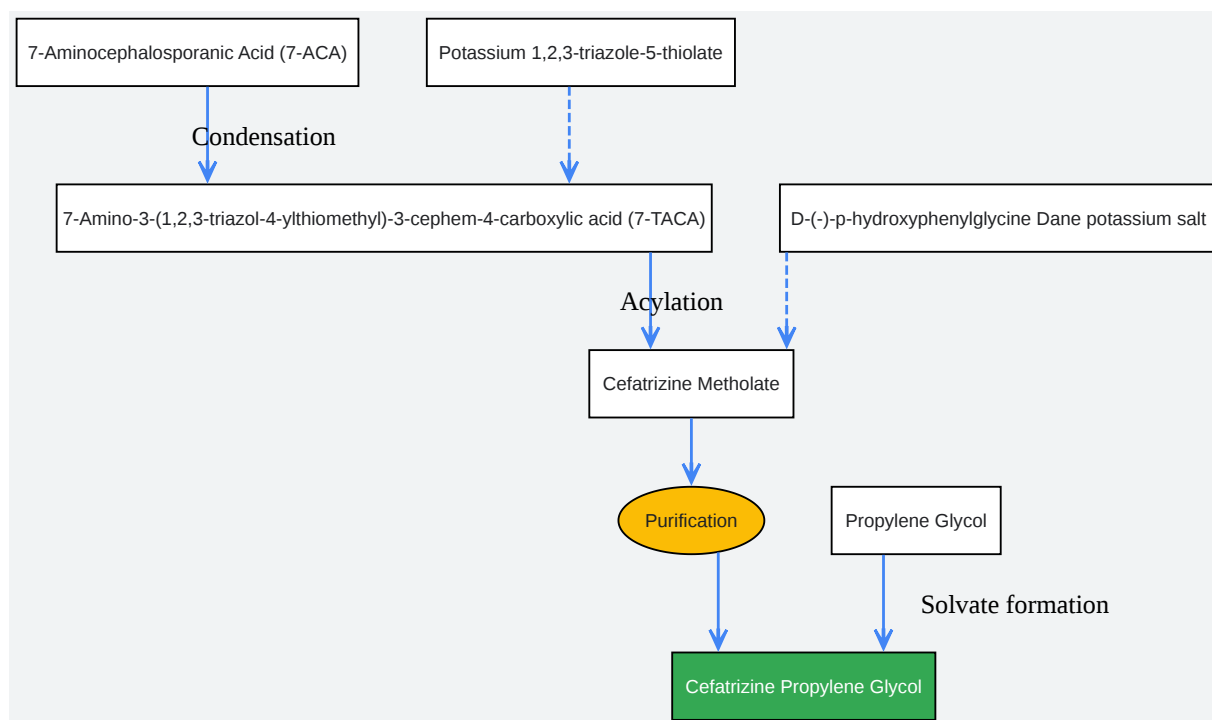 7-Aminocephalosporanic Acid (7-ACA)
Potassium 1,2,3-triazole-5-thiolate
Condensation
7-Amino-3-(1,2,3-triazol-4-ylthiomethyl)-3-cephem-4-carboxylic acid (7-TACA)
D-(-)-p-hydroxyphenylglycine Dane potassium salt
Acylation
Cefatrizine Metholate
Purification
Propylene Glycol
Solvate formation
Cefatrizine Propylene Glycol